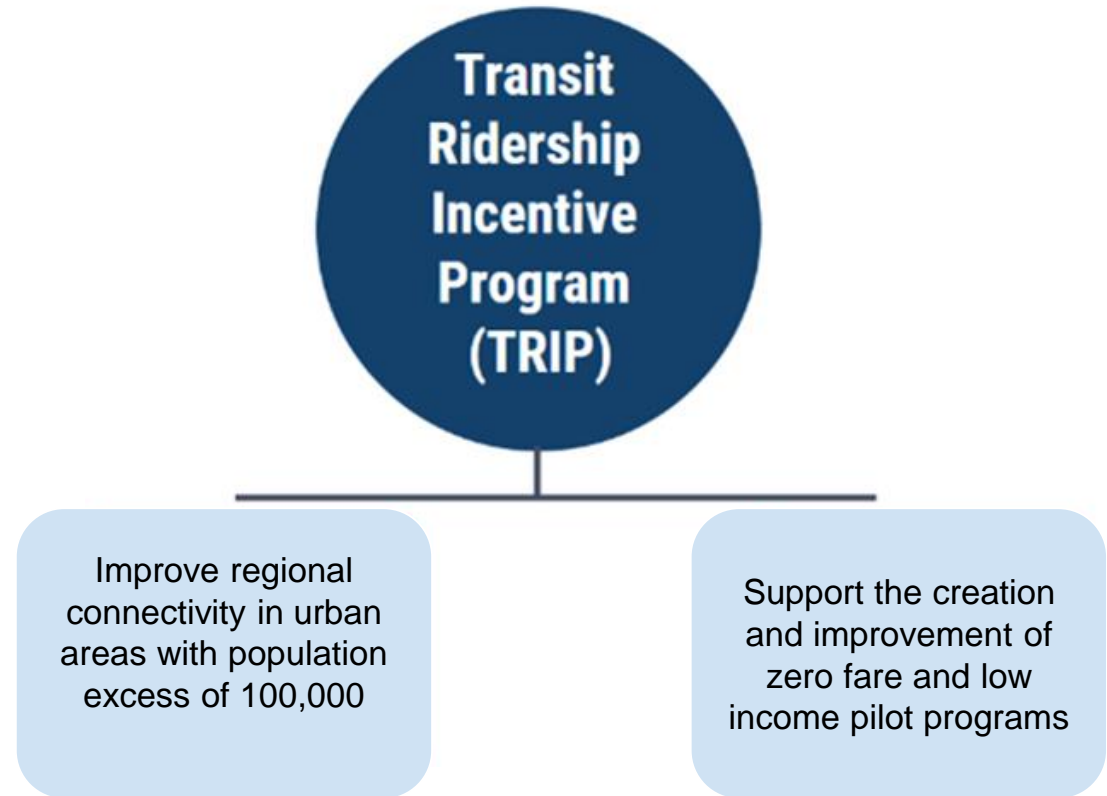 Transit
Ridership
Incentive
Program
(TRIP)
Improve regional
connectivity in urban
areas with population
excess of 100,000
Support the creation
and improvement of
zero fare and low
income pilot programs